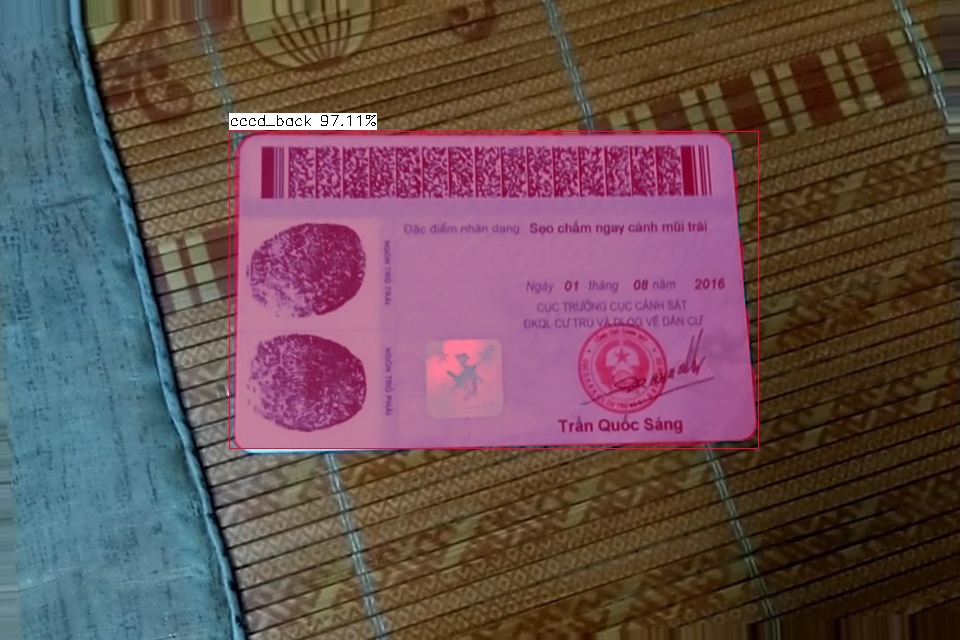 cccd_back 97.11%
Đặc điểm nhân dạng: Sẹo chấm ngay cánh mũi trái
NGÓN TRỎ TRÁI
Ngày 01 tháng 08 năm 2016
CỤC TRƯỞNG CỤC CẢNH SÁT
ĐKQL CƯ TRÚ VÀ DLQG VỀ DÂN CƯ
NGÓN TRỎ PHẢI
Trần Quốc Sáng